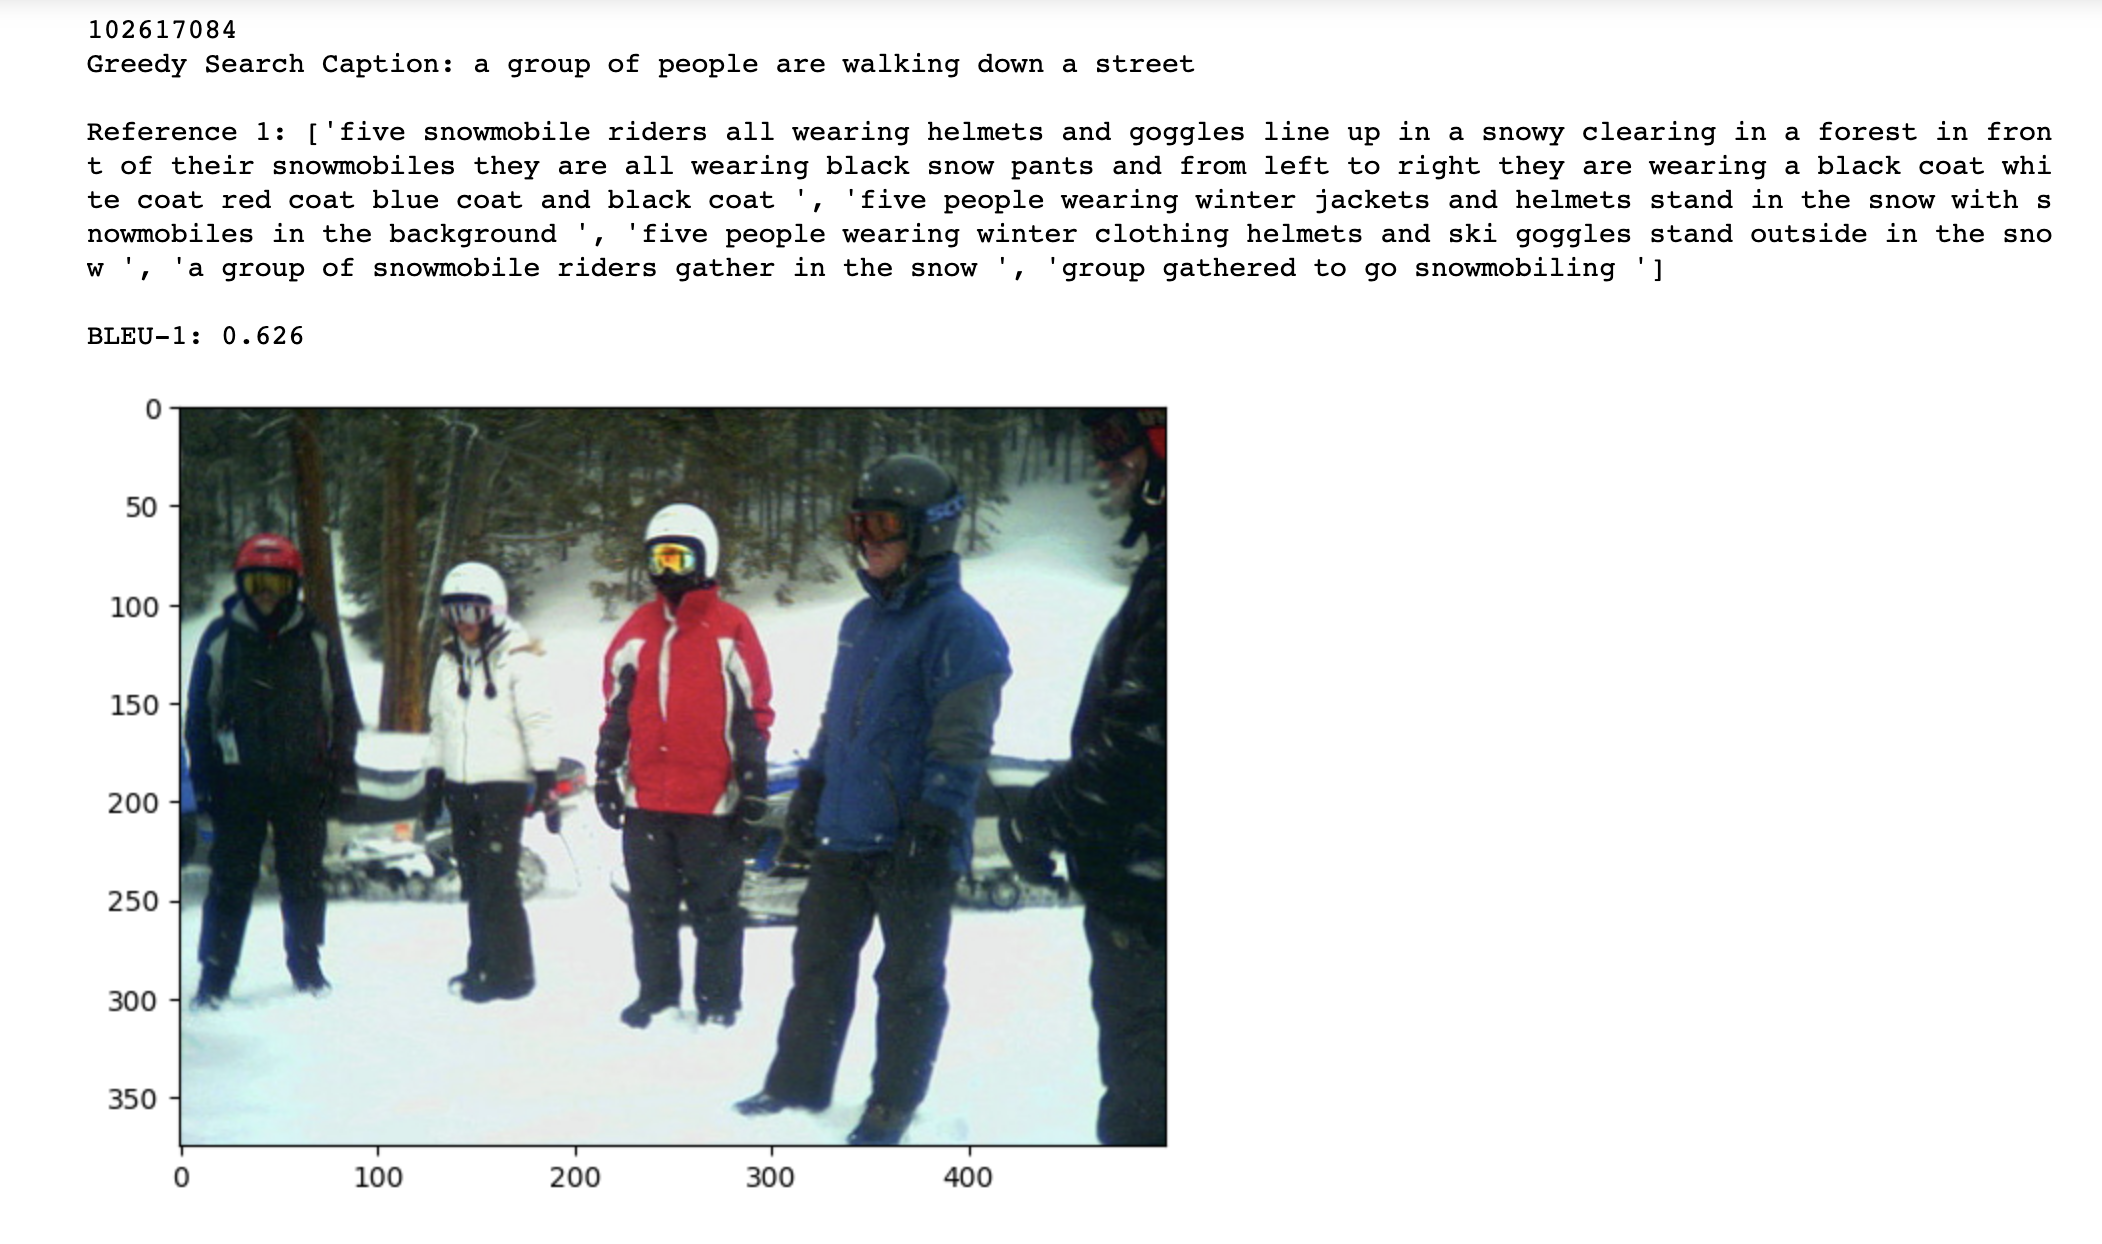 102617084
Greedy Search Caption: a group of people are walking down a street
Reference 1: ['five snowmobile riders all wearing helmets and goggles line up in a snowy clearing in a forest in fron
t of their snowmobiles they are all wearing black snow pants and from left to right they are wearing a black coat whi
te coat red coat blue coat and black coat ', 'five people wearing winter jackets and helmets stand in the snow with s
nowmobiles in the background ', 'five people wearing winter clothing helmets and ski goggles stand outside in the sno
w ', 'a group of snowmobile riders gather in the snow ', 'group gathered to go snowmobiling ']
BLEU-1: 0.626
0
50
100
150
200
250
300
350
0 100 200 300 400